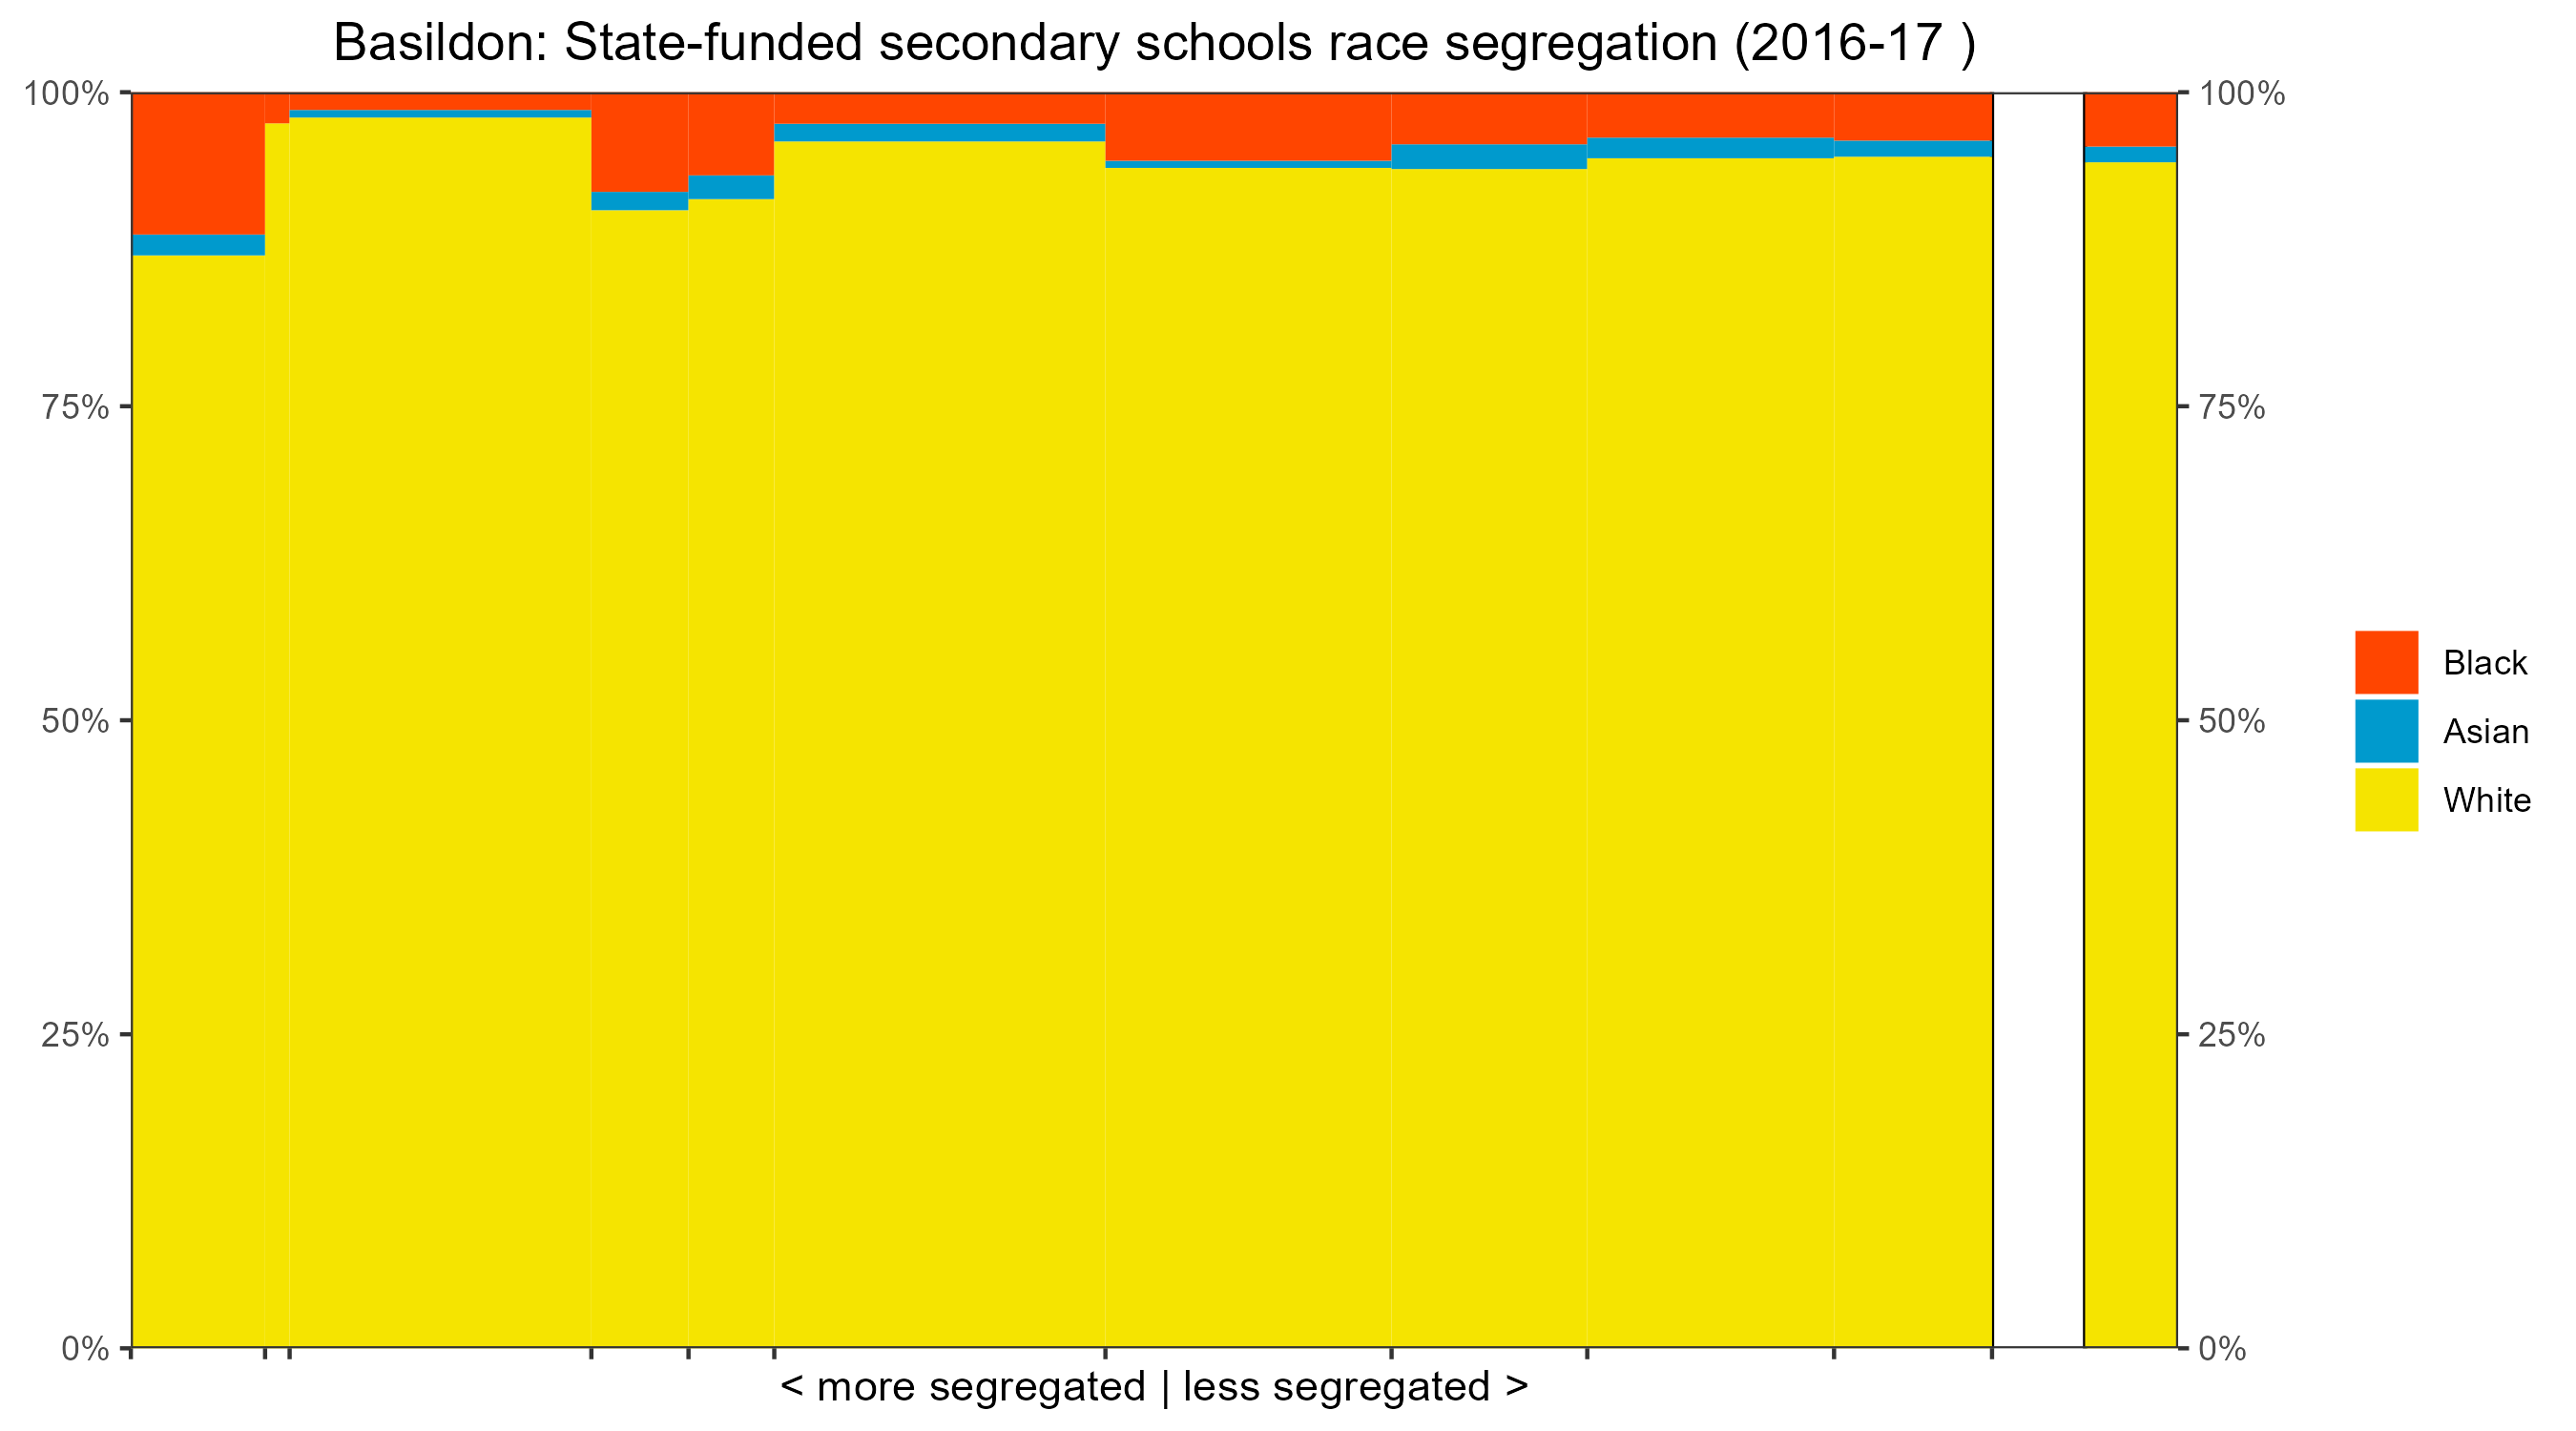 Basildon: State-funded secondary schools race segregation (2016-17 )
100%
75%
50%
25%
0%
100%
75%
50%
25%
0%
Black
Asian
White
< more segregated | less segregated >